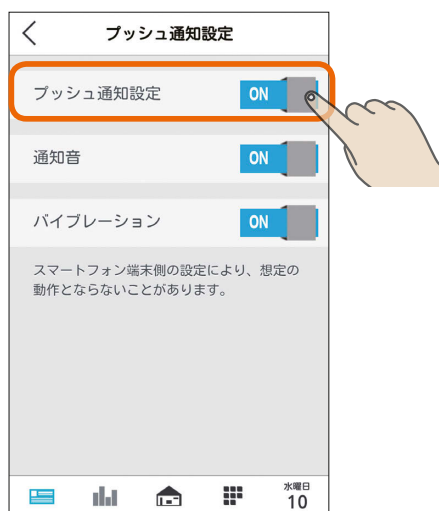 プッシュ通知設定
プッシュ通知設定 ON
通知音 ON
バイブレーション ON
スマートフォン端末側の設定により、想定の
動作とならないことがあります。
水曜日
10